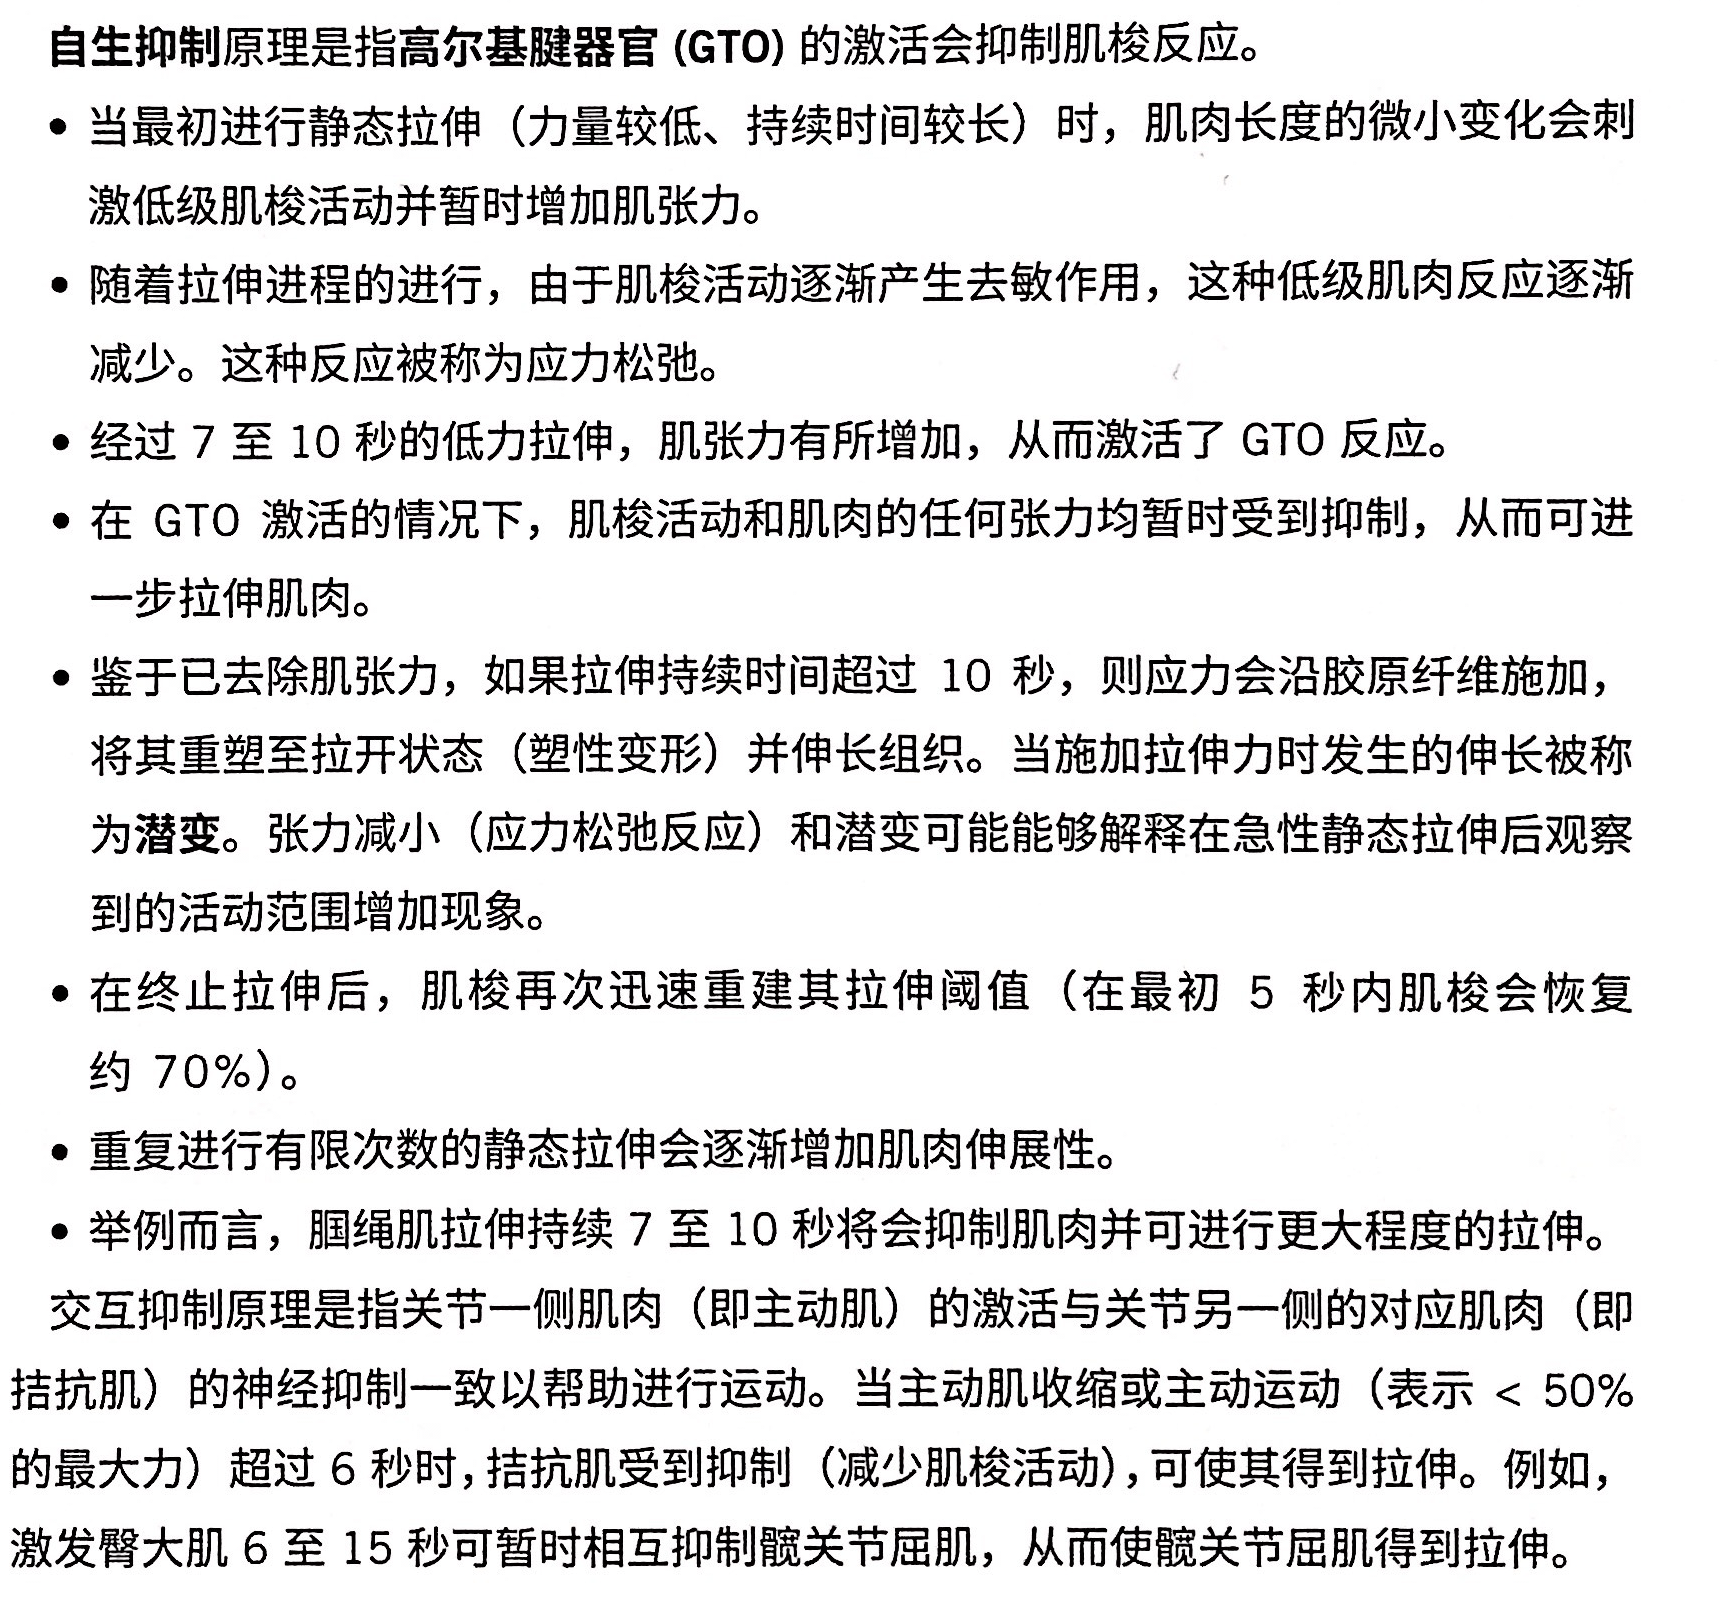 自生抑制原理是指高尔基腱器官 (GTO) 的激活会抑制肌梭反应。
• 当最初进行静态拉伸（力量较低、持续时间较长）时，肌肉长度的微小变化会刺
激低级肌梭活动并暂时增加肌张力。
• 随着拉伸进程的进行，由于肌梭活动逐渐产生去敏作用，这种低级肌肉反应逐渐
减少。这种反应被称为应力松弛。
• 经过 7 至 10 秒的低力拉伸，肌张力有所增加，从而激活了 GTO 反应。
• 在 GTO 激活的情况下，肌梭活动和肌肉的任何张力均暂时受到抑制，从而可进
一步拉伸肌肉。
• 鉴于已去除肌张力，如果拉伸持续时间超过 10 秒，则应力会沿胶原纤维施加，
将其重塑至拉开状态（塑性变形）并伸长组织。当施加拉伸力时发生的伸长被称
为潜变。张力减小（应力松弛反应）和潜变可能能够解释在急性静态拉伸后观察
到的活动范围增加现象。
• 在终止拉伸后，肌梭再次迅速重建其拉伸阈值（在最初 5 秒内肌梭会恢复
约 70%）。
• 重复进行有限次数的静态拉伸会逐渐增加肌肉伸展性。
• 举例而言，腘绳肌拉伸持续 7 至 10 秒将会抑制肌肉并可进行更大程度的拉伸。
交互抑制原理是指关节一侧肌肉（即主动肌）的激活与关节另一侧的对应肌肉（即
拮抗肌）的神经抑制一致以帮助进行运动。当主动肌收缩或主动运动（表示 < 50%
的最大力）超过 6 秒时，拮抗肌受到抑制（减少肌梭活动），可使其得到拉伸。例如，
激发臀大肌 6 至 15 秒可暂时相互抑制髋关节屈肌，从而使髋关节屈肌得到拉伸。